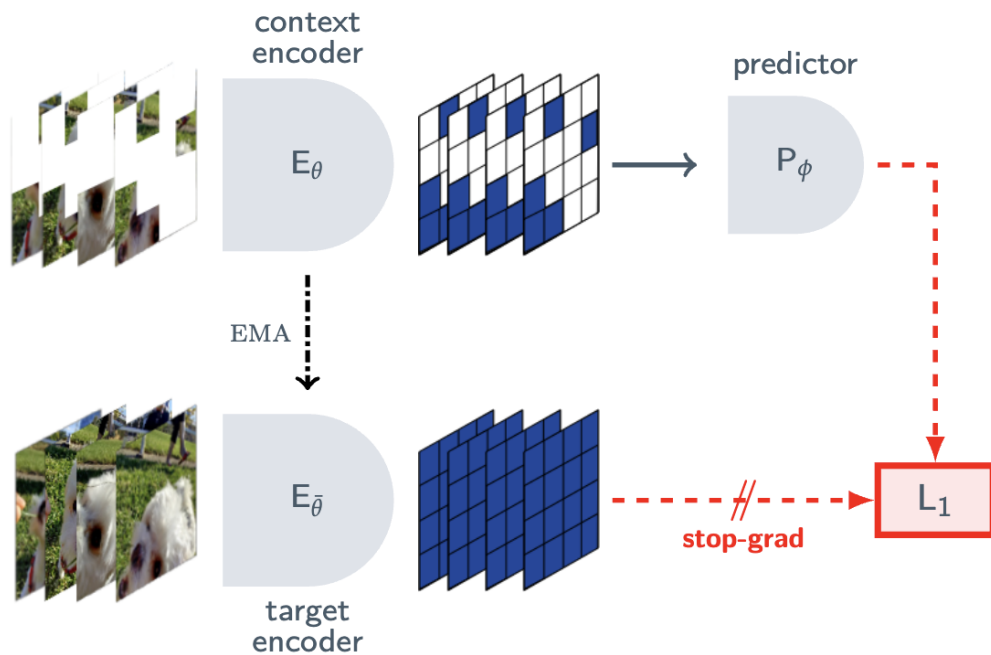 context
encoder
predictor
E_θ
P_ϕ
EMA
E_θ̄
L_1
stop-grad
target
encoder